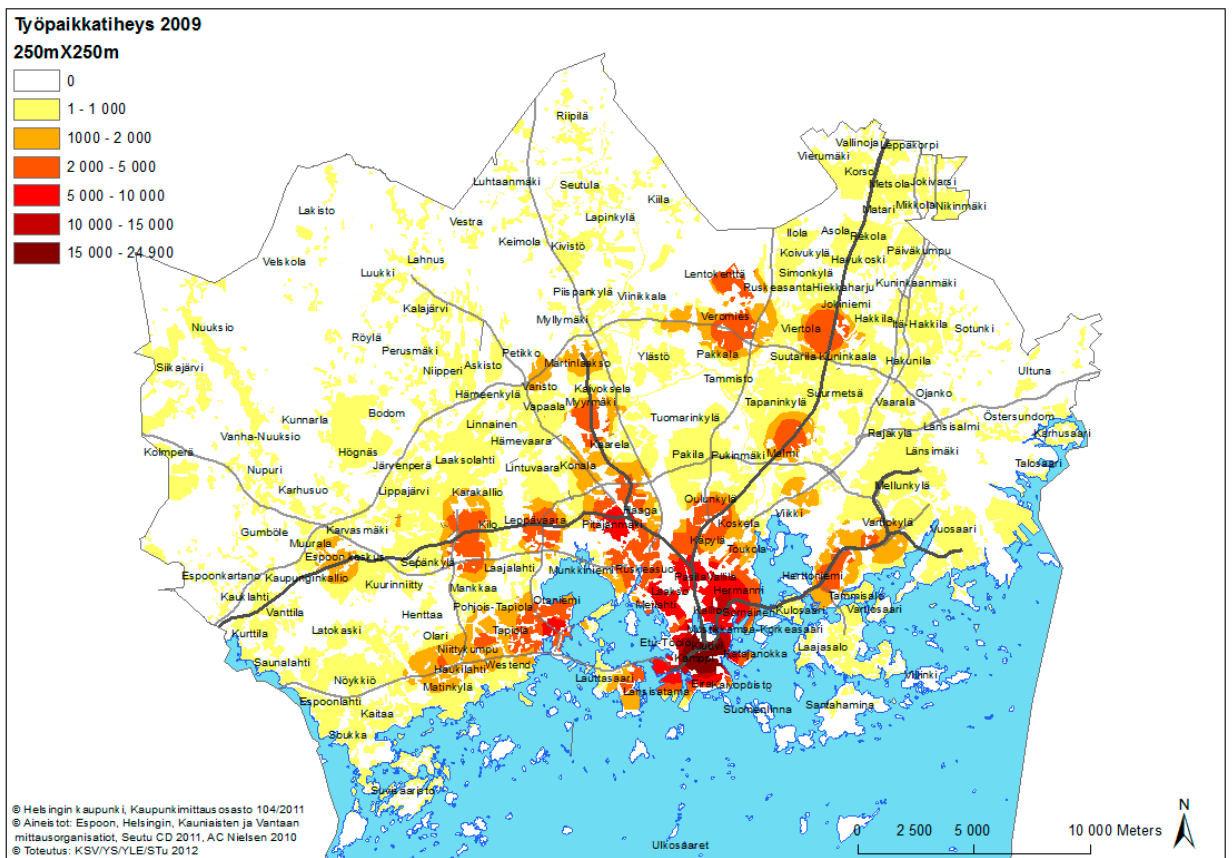 Työpaikkatiheys 2009
250mX250m
0
1 - 1 000
1000 - 2 000
2 000 - 5 000
5 000 - 10 000
10 000 - 15 000
15 000 - 24 900
Riipilä
Vallinoja
Leppäkorpi
Vierumäki
Korso
Luhtaanmäki
Seutula
Metsola
Jokivarsi
Kiila
Mikkola
Nikinmäki
Lakisto
Lapinkylä
Matari
Vestra
Ilola
Asola
Rekola
Keimola
Kivistö
Koivukylä
Havukoski
Päiväkumpu
Velskola
Lahnus
Luukki
Lentokenttä
Simonkylä
Ruskeasanta
Hiekkaharju
Kuninkaanmäki
Piispankylä
Viinikkala
Kalajärvi
Jokiniemi
Nuuksio
Myllymäki
Veromies
Viertola
Hakkila
Itä-Hakkila
Sotunki
Röylä
Perusmäki
Petikko
Ylästö
Pakkala
Suutarila
Kuninkaala
Hakunila
Siikajärvi
Niipperi
Askisto
Martinlaakso
Tammisto
Ultuna
Hämeenkylä
Varisto
Kaivoksela
Vapaala
Myyrmäki
Tapaninkylä
Suurmetsä
Vaarala
Ojanko
Kunnarla
Bodom
Linnainen
Tuomarinkylä
Länsisalmi
Östersundom
Vanha-Nuuksio
Hämevaara
Kaarela
Rajakylä
Karhusaari
Kolmperä
Högnäs
Laaksolahti
Lintuvaara
Konala
Pakila
Pukinmäki
Malmi
Länsimäki
Nupuri
Järvenperä
Talosaari
Karhusuo
Lippajärvi
Karakallio
Mellunkylä
Oulunkylä
Viikki
Gumböle
Karvasmäki
Kilo
Leppävaara
Pitäjänmäki
Haaga
Koskela
Vartiokylä
Vuosaari
Muurala
Espoon keskus
Sepänkylä
Laajalahti
Munkkiniemi
Ruskeasuo
Käpylä
Toukola
Espoonkartano
Kaupunginkallio
Kuurinniitty
Mankkaa
Pasila
Vallila
Hermanni
Herttoniemi
Tammisalo
Kauklahti
Vanttila
Henttaa
Pohjois-Tapiola
Otaniemi
Laakso
Meilahti
Kallio
Sörnäinen
Kulosaari
Vartiosaari
Kurttila
Latokaski
Olari
Tapiola
Korkeasaari
Niittykumpu
Laajasalo
Saunalahti
Haukilahti
Westend
Kamppi
Katajanokka
Nöykkiö
Matinkylä
Lauttasaari
Länsisatama
Eira
Kaivopuisto
Villinki
Espoonlahti
Kaitaa
Suomenlinna
Santahamina
Soukka
Suvisaaristo
Ulkosaaret
© Helsingin kaupunki, Kaupunkimittausosasto 104/2011
© Aineistot: Espoon, Helsingin, Kauniaisten ja Vantaan
mittausorganisatiot, Seutu CD 2011, AC Nielsen 2010
© Toteutus: KSV/YS/YLE/STu 2012
N
0 2 500 5 000 10 000 Meters